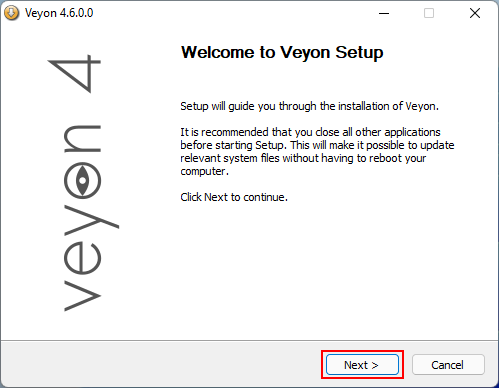 Veyon 4.6.0.0
veyon 4
Welcome to Veyon Setup
Setup will guide you through the installation of Veyon.
It is recommended that you close all other applications
before starting Setup. This will make it possible to update
relevant system files without having to reboot your
computer.
Click Next to continue.
Next >
Cancel